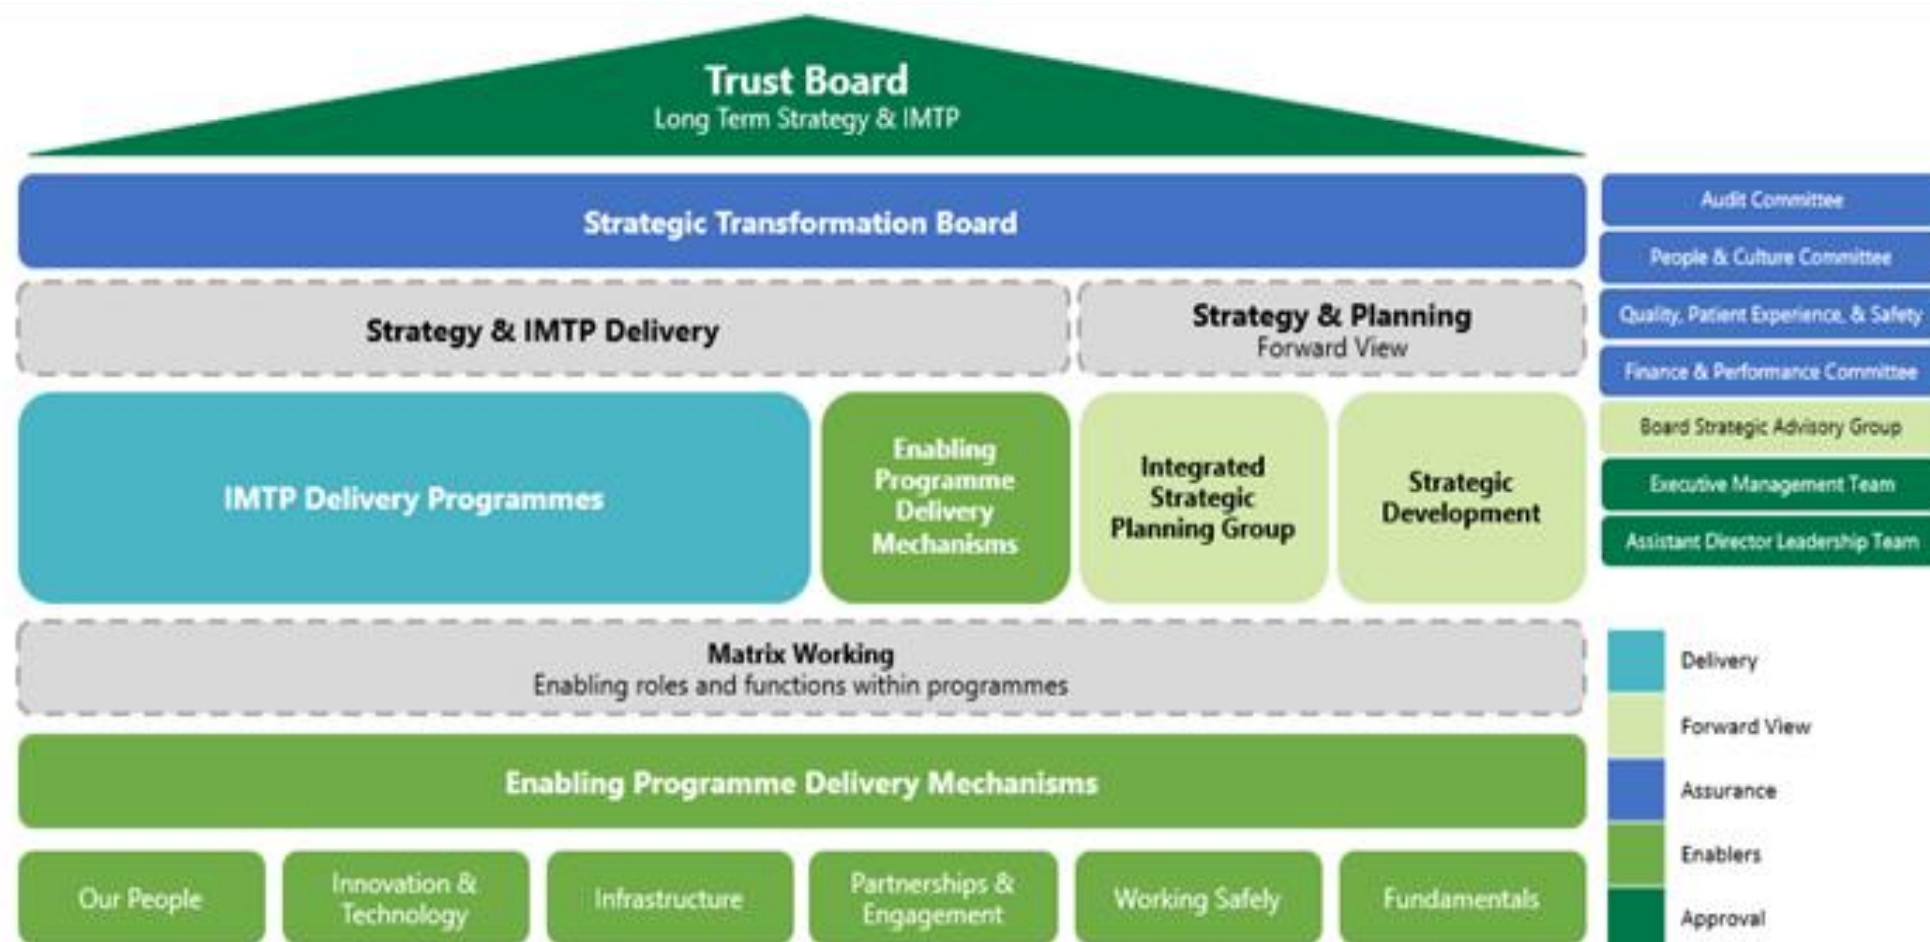 Trust Board
Long Term Strategy & IMTP
Strategic Transformation Board
Strategy & IMTP Delivery
Strategy & Planning
Forward View
IMTP Delivery Programmes
Enabling
Programme
Delivery
Mechanisms
Integrated
Strategic
Planning Group
Strategic
Development
Matrix Working
Enabling roles and functions within programmes
Enabling Programme Delivery Mechanisms
Our People
Innovation &
Technology
Infrastructure
Partnerships &
Engagement
Working Safely
Fundamentals
Audit Committee
People & Culture Committee
Quality, Patient Experience, & Safety
Finance & Performance Committee
Board Strategic Advisory Group
Executive Management Team
Assistant Director Leadership Team
Delivery
Forward View
Assurance
Enablers
Approval